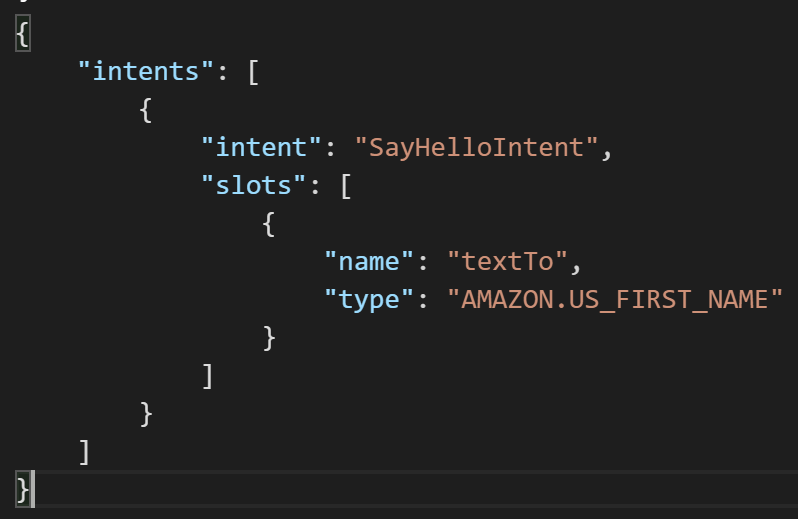 {
    "intents": [
        {
            "intent": "SayHelloIntent",
            "slots": [
                {
                    "name": "textTo",
                    "type": "AMAZON.US_FIRST_NAME"
                }
            ]
        }
    ]
}